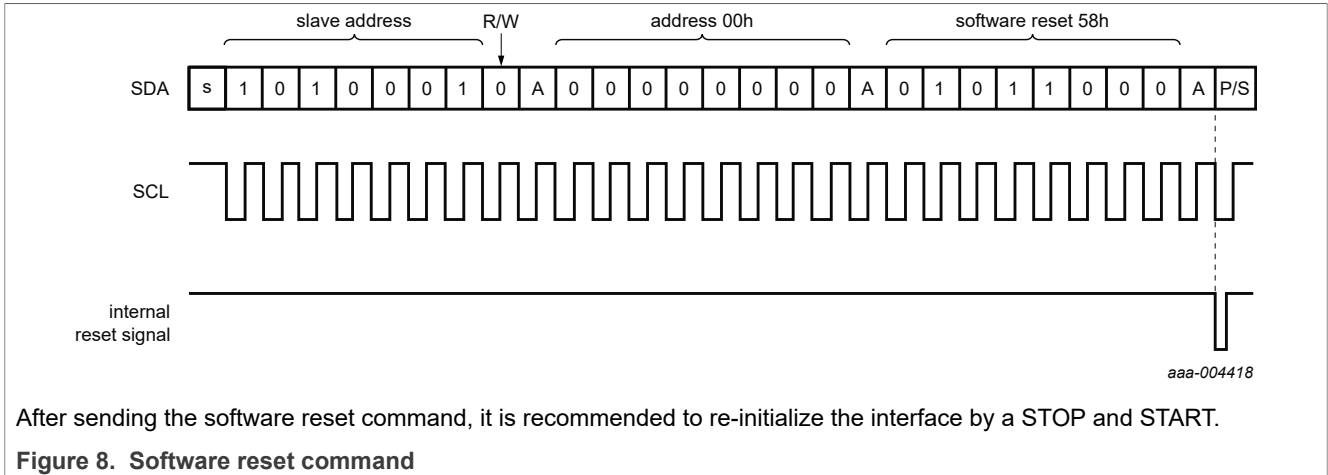 slave address R/W address 00h software reset 58h
SDA s 1 0 1 0 0 0 1 0 A 0 0 0 0 0 0 0 0 A 0 1 0 1 1 0 0 0 A P/S
SCL
internal
reset signal
aaa-004418
After sending the software reset command, it is recommended to re-initialize the interface by a STOP and START.
Figure 8. Software reset command